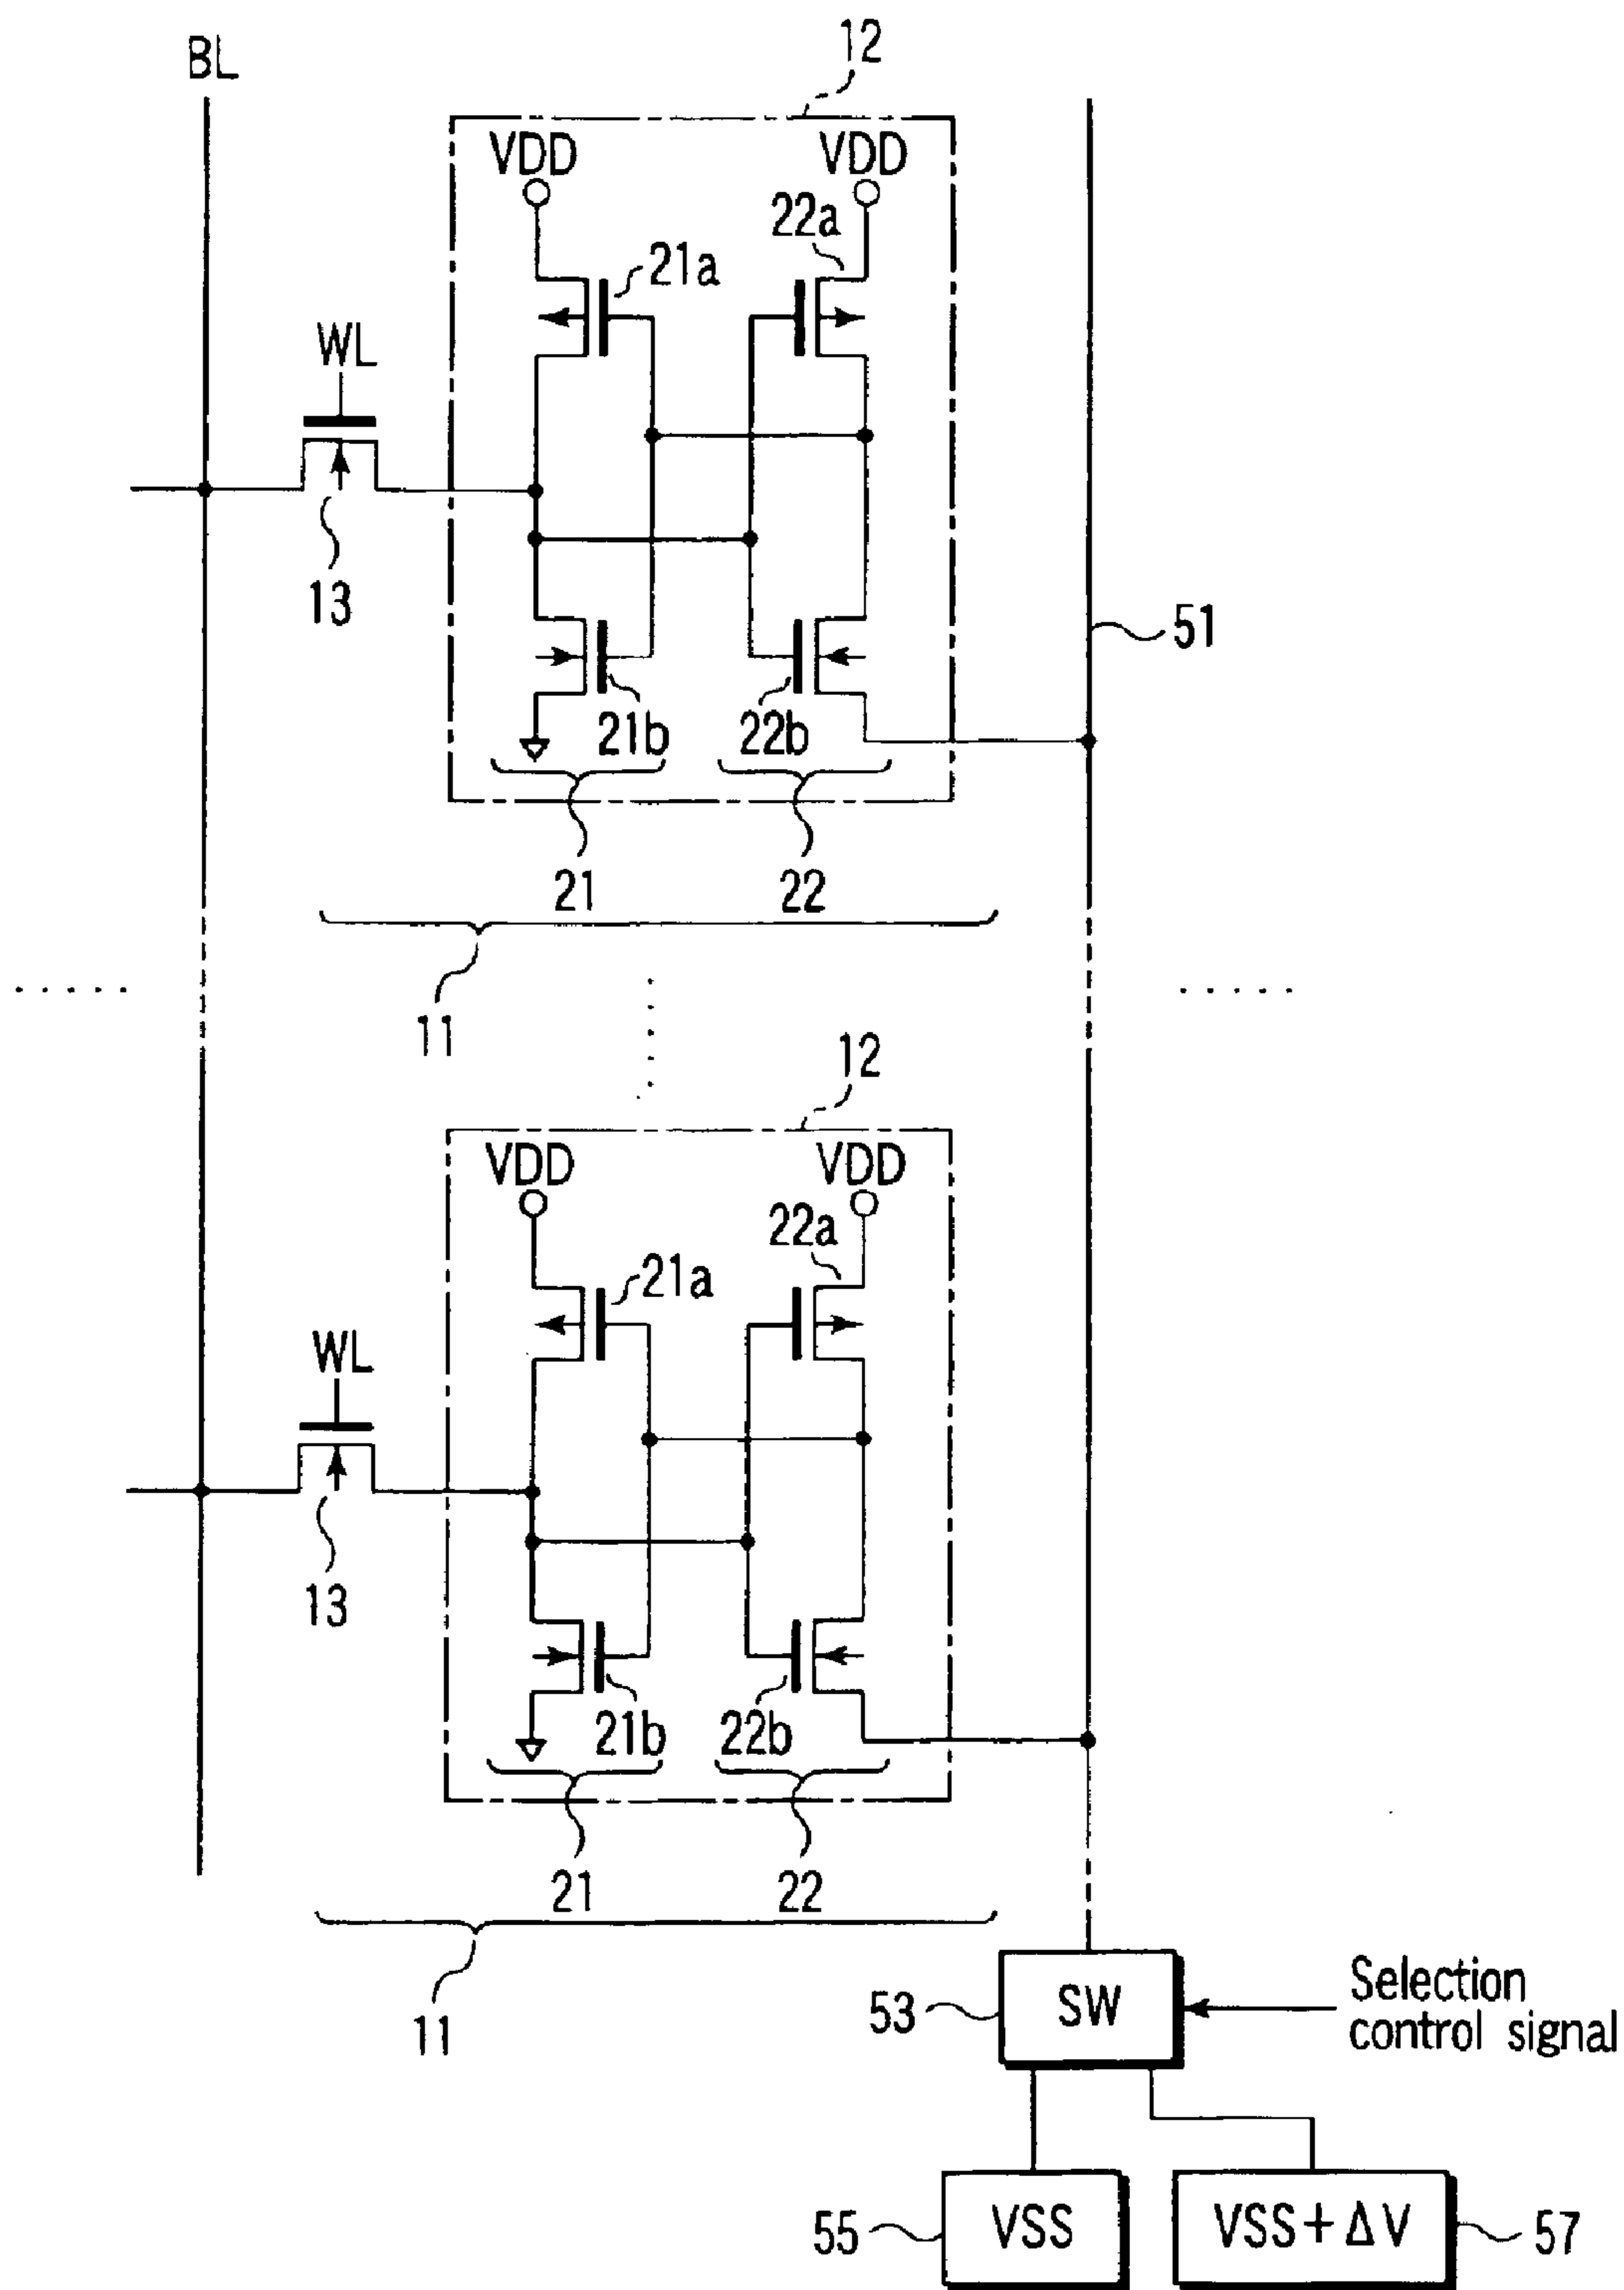 BL
12
VDD
VDD
22a
21a
WL
13
51
21b
22b
21
22
11
12
VDD
VDD
22a
21a
WL
13
21b
22b
21
22
11
53
SW
Selection
control signal
55
VSS
VSS+ΔV
57